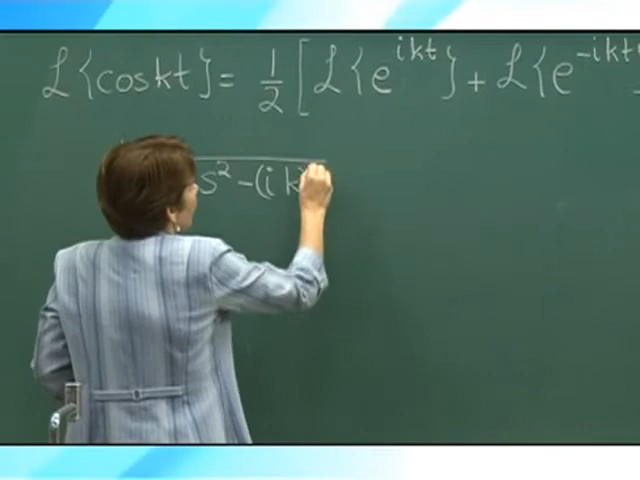 ℒ{coskt} = 1/2 [ℒ{e^{ikt}} + ℒ{e^{-ikt}
s² - (ik)